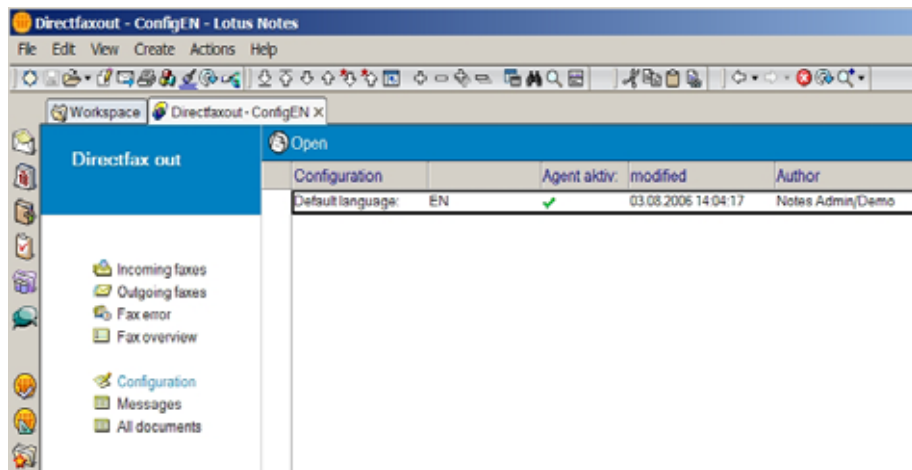 Directfaxout - ConfigEN - Lotus Notes
File Edit View Create Actions Help
Workspace Directfaxout - ConfigEN
Directfax out
Open
Configuration Agent aktiv: modified Author
Default language: EN 03.08.2006 14:04:17 Notes Admin/Demo
Incoming faxes
Outgoing faxes
Fax error
Fax overview
Configuration
Messages
All documents